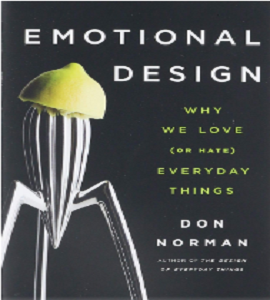 EMOTIONAL
DESIGN
WHY
WE LOVE
(OR HATE)
EVERYDAY
THINGS
DON
NORMAN
AUTHOR OF THE DESIGN
OF EVERYDAY THINGS